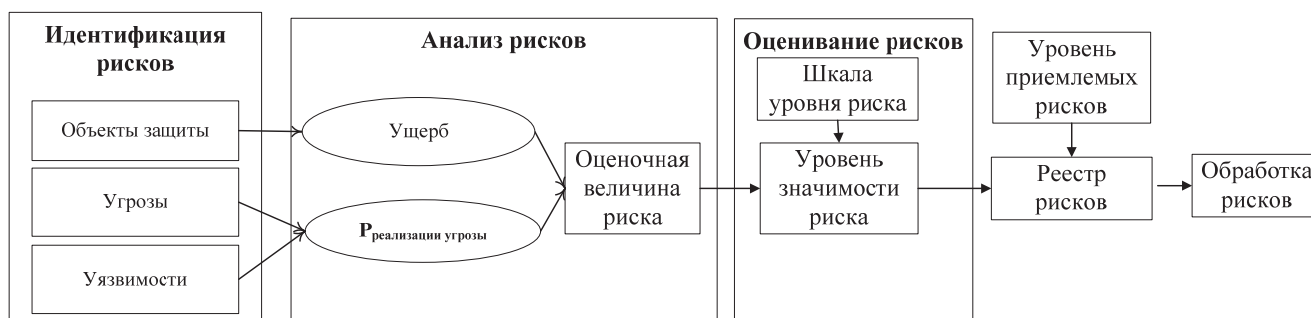 Идентификация
рисков
Объекты защиты
Угрозы
Уязвимости
Анализ рисков
Ущерб
Pреализации угрозы
Оценочная
величина
риска
Оценивание рисков
Шкала
уровня риска
Уровень
значимости
риска
Уровень
приемлемых
рисков
Реестр
рисков
Обработка
рисков